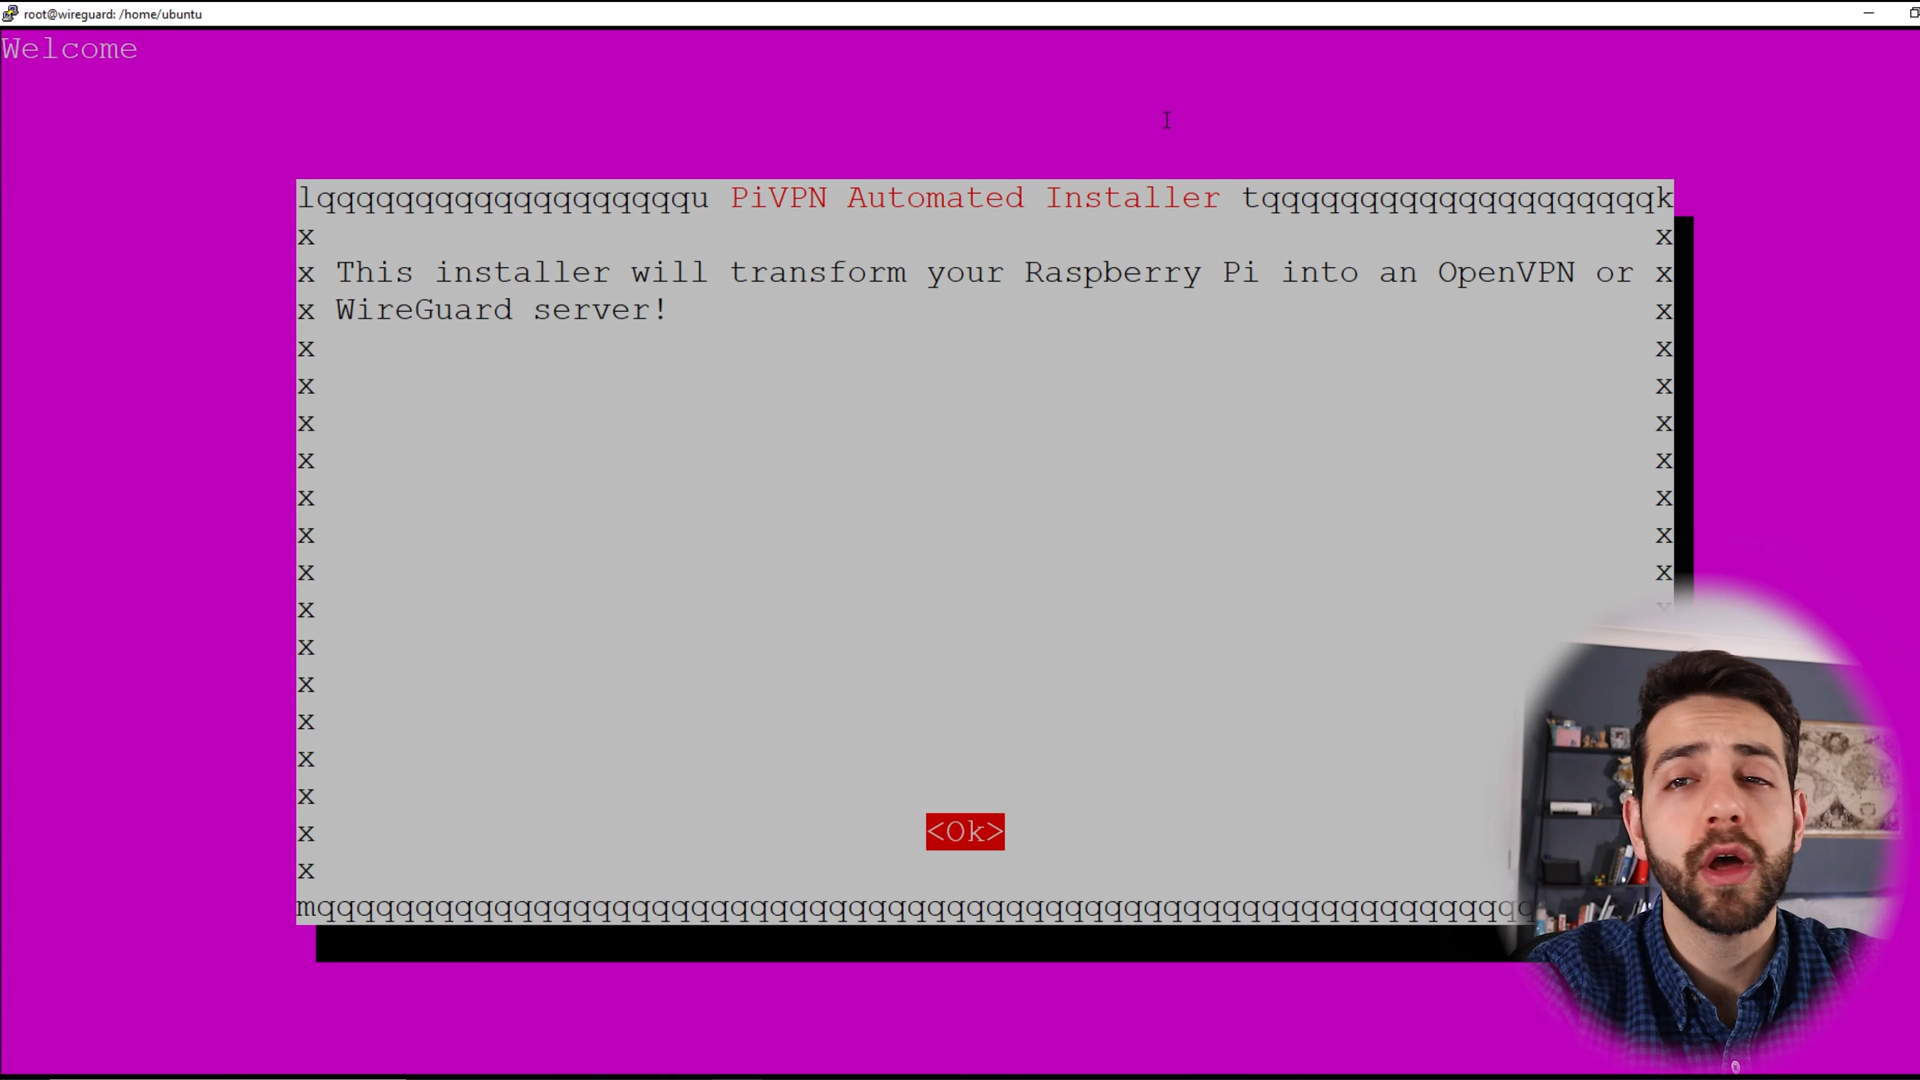 root@wireguard: /home/ubuntu
Welcome
lqqqqqqqqqqqqqqqqqqqu PiVPN Automated Installer tqqqqqqqqqqqqqqqqqqqqk
x x
x This installer will transform your Raspberry Pi into an OpenVPN or x
x WireGuard server! x
x x
x x
x x
x x
x x
x x
x x
x x
x
x
x
x
x
x <Ok>
x
mqqqqqqqqqqqqqqqqqqqqqqqqqqqqqqqqqqqqqqqqqqqqqqqqqqqqqqqqqqqqqq